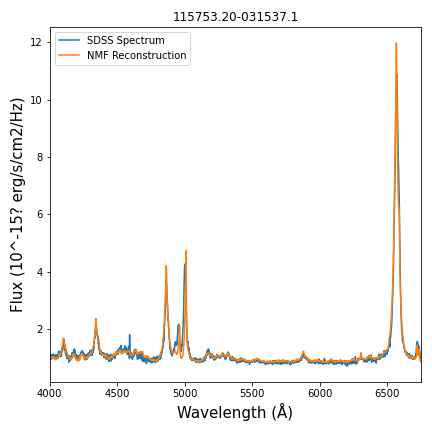 115753.20-031537.1
SDSS Spectrum
NMF Reconstruction
Flux (10^-15? erg/s/cm2/Hz)
12
10
8
6
4
2
4000 4500 5000 5500 6000 6500
Wavelength (Å)